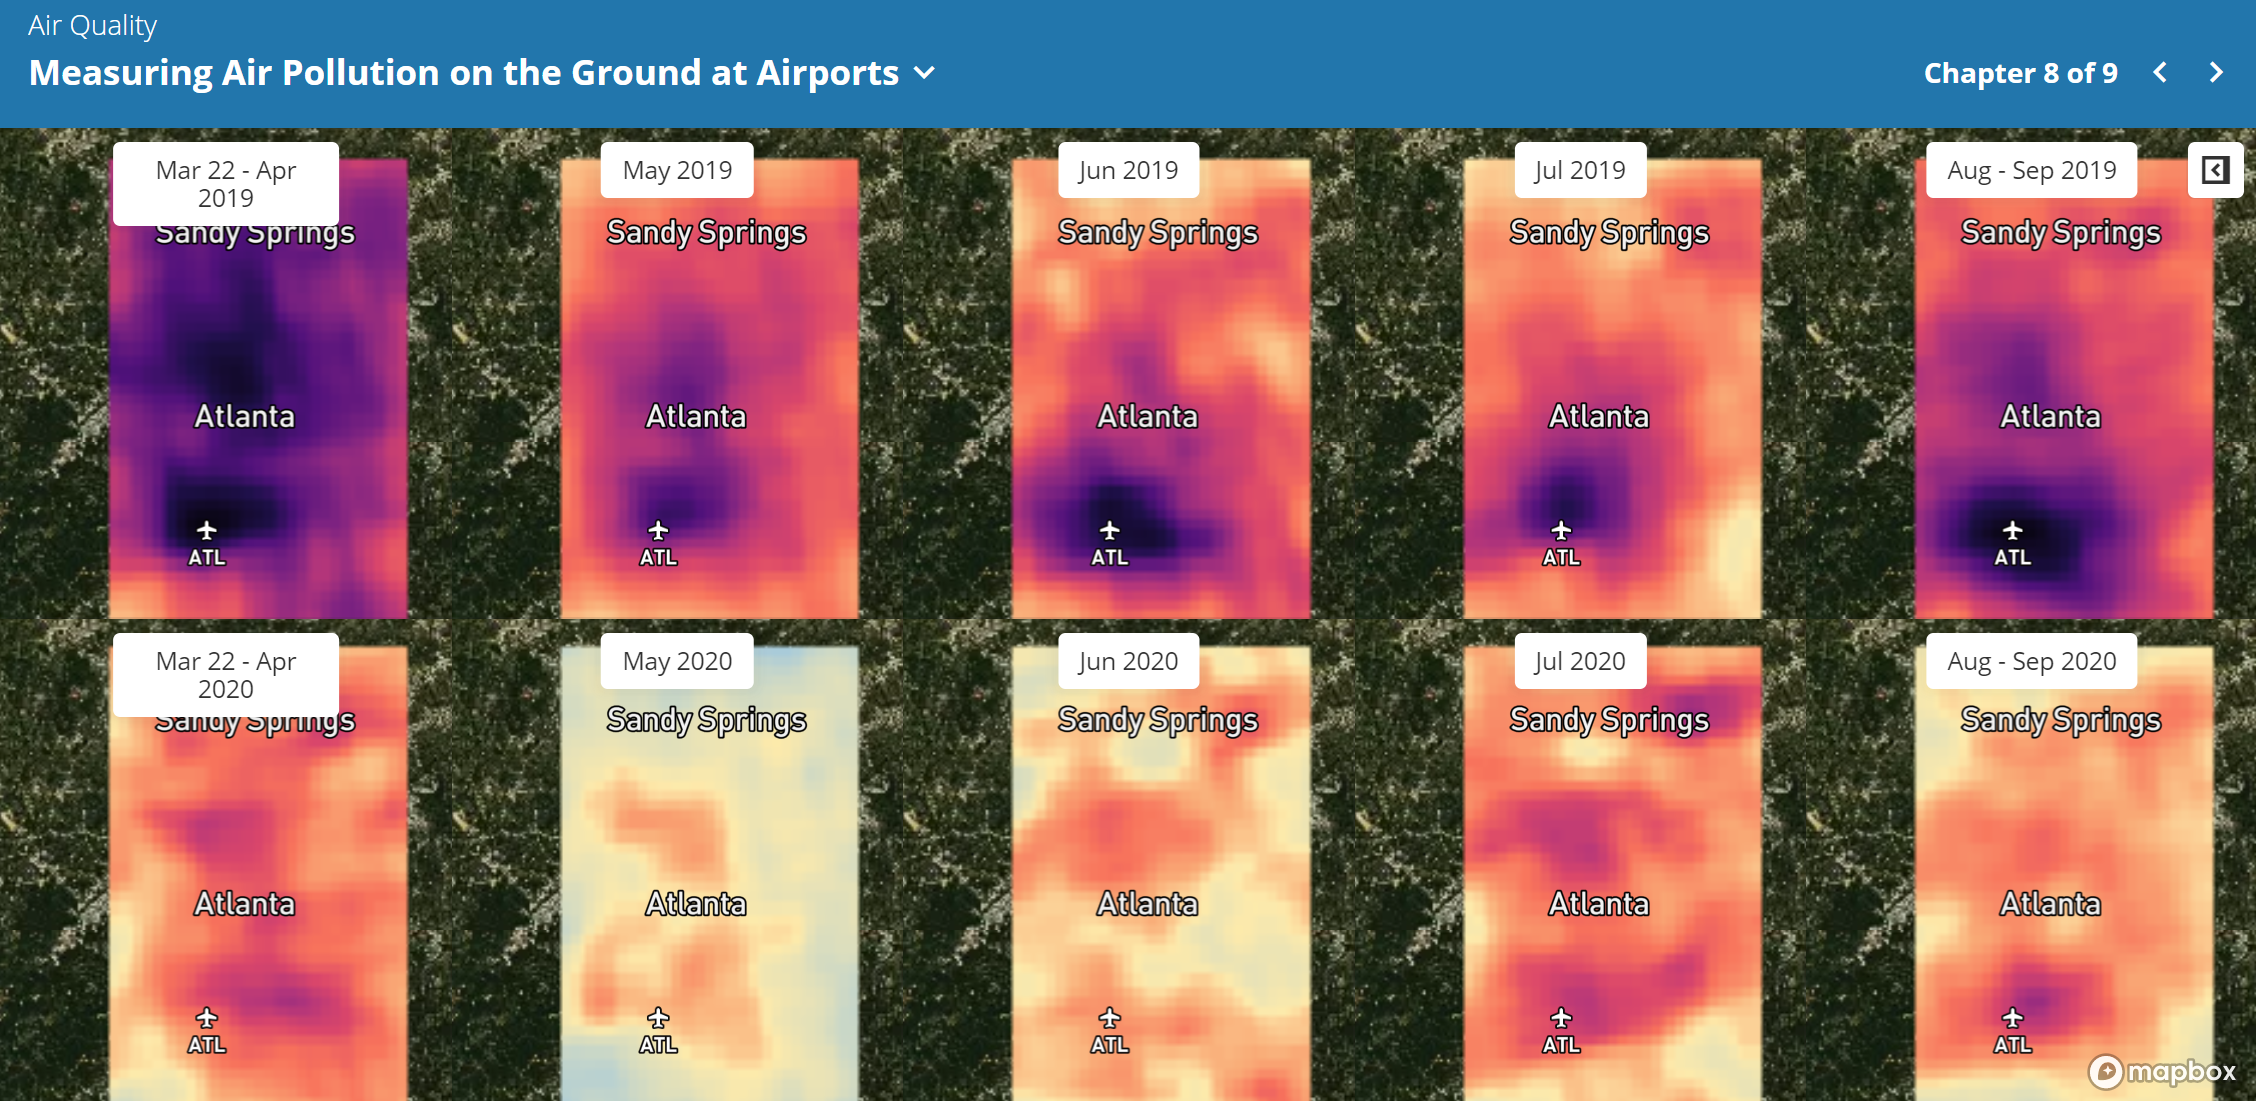 Air Quality
Measuring Air Pollution on the Ground at Airports
Chapter 8 of 9
Mar 22 - Apr
2019
May 2019
Jun 2019
Jul 2019
Aug - Sep 2019
Sandy Springs
Sandy Springs
Sandy Springs
Sandy Springs
Sandy Springs
Atlanta
Atlanta
Atlanta
Atlanta
Atlanta
ATL
ATL
ATL
ATL
ATL
Mar 22 - Apr
2020
May 2020
Jun 2020
Jul 2020
Aug - Sep 2020
Sandy Springs
Sandy Springs
Sandy Springs
Sandy Springs
Sandy Springs
Atlanta
Atlanta
Atlanta
Atlanta
Atlanta
ATL
ATL
ATL
ATL
ATL
mapbox